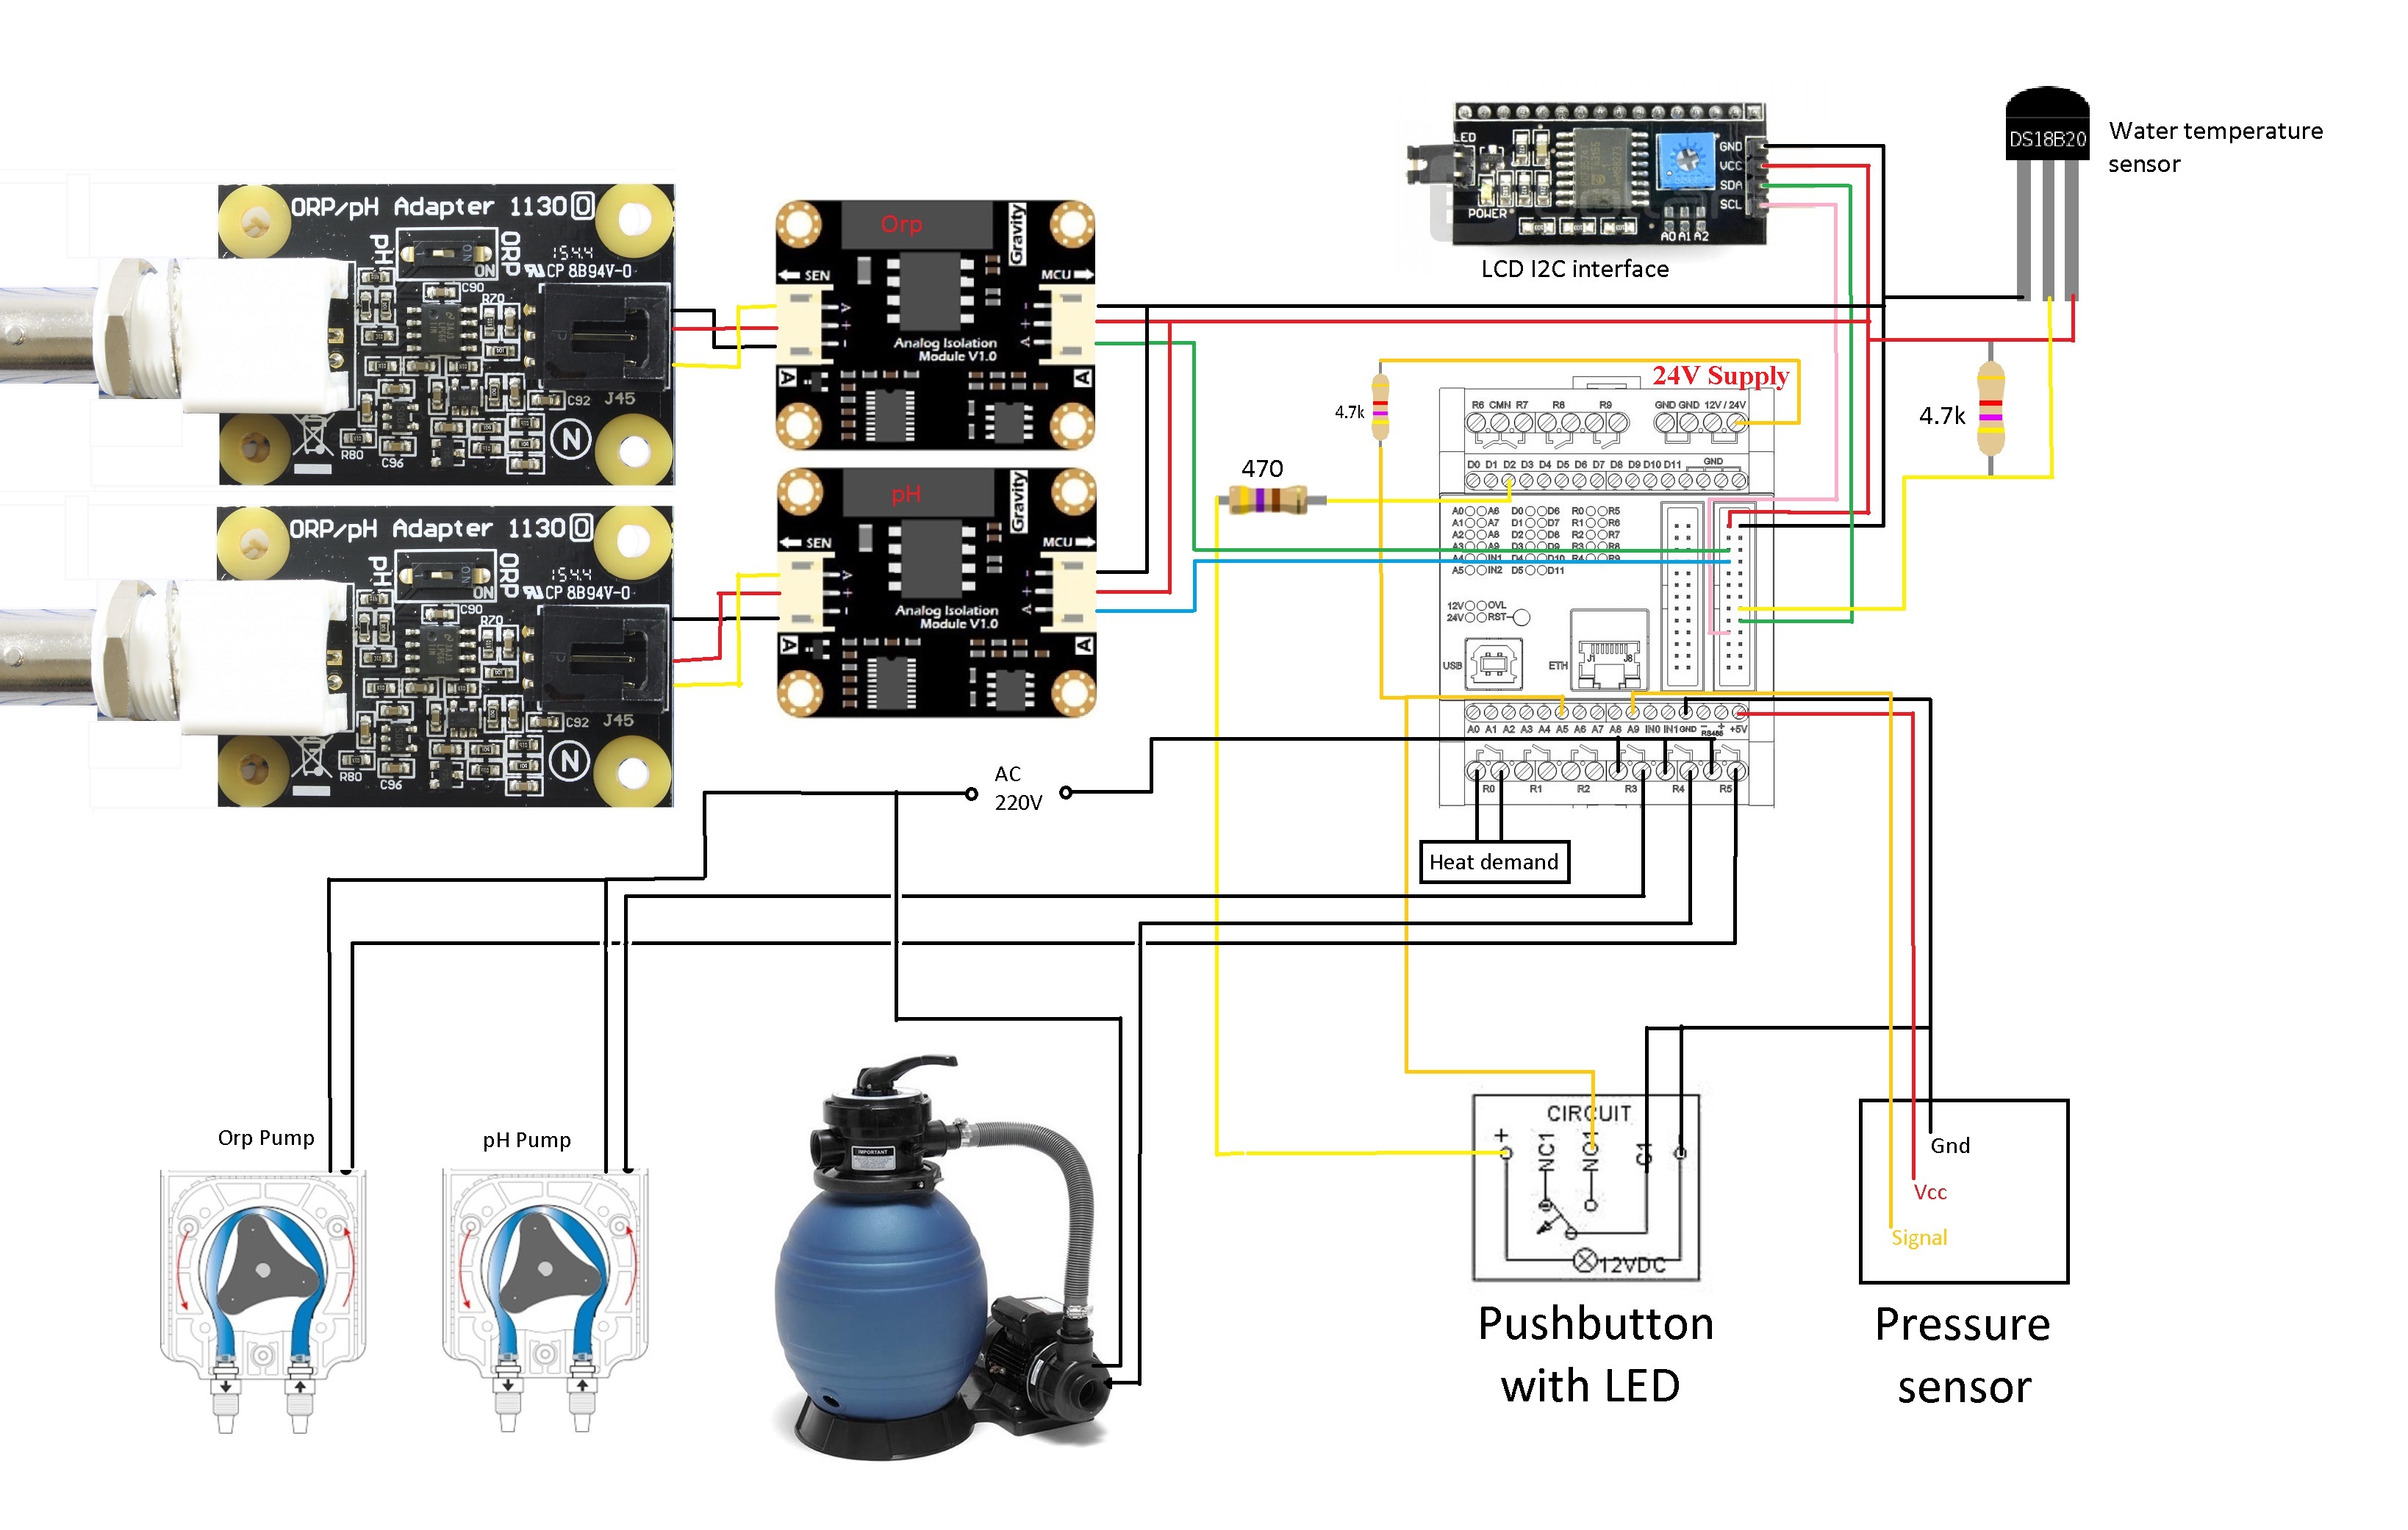 ORP/pH Adapter 1130
pH
ORP
ON
1544
CP 8B94V-0
C90
R70
C92
J45
R80
C96
N
ORP/pH Adapter 1130
pH
ORP
ON
1544
CP 8B94V-0
C90
R70
C92
J45
R80
C96
N
Orp
Gravity
SEN
MCU
V
+
-
-
+
A
Analog Isolation
Module V1.0
A
A
pH
Gravity
SEN
MCU
V
+
-
-
+
A
Analog Isolation
Module V1.0
A
A
LED
POWER
GND
VCC
SDA
SCL
A0 A1 A2
LCD I2C interface
DS18B20
Water temperature
sensor
24V Supply
4.7k
4.7k
470
R6 CMN R7 R8 R9 GND GND 12V / 24V
D0 D1 D2 D3 D4 D5 D6 D7 D8 D9 D10 D11 GND
A0 A6 D0 D6 R0 R5
A1 A7 D1 D7 R1 R6
A2 A8 D2 D8 R2 R7
A3 A9 D3 D9 R3 R8
A4 IN1 D4 D10 R4 R9
A5 IN2 D5 D11
12V OVL
24V RST
USB
ETH
J1 J8
A0 A1 A2 A3 A4 A5 A6 A7 A8 A9 IN0 IN1 GND - + +5V
RS485
R0 R1 R2 R3 R4 R5
AC
220V
Heat demand
Orp Pump
pH Pump
IMPORTANT
CIRCUIT
+
-
NC1
NO1
C1
12VDC
Pushbutton
with LED
Gnd
Vcc
Signal
Pressure
sensor